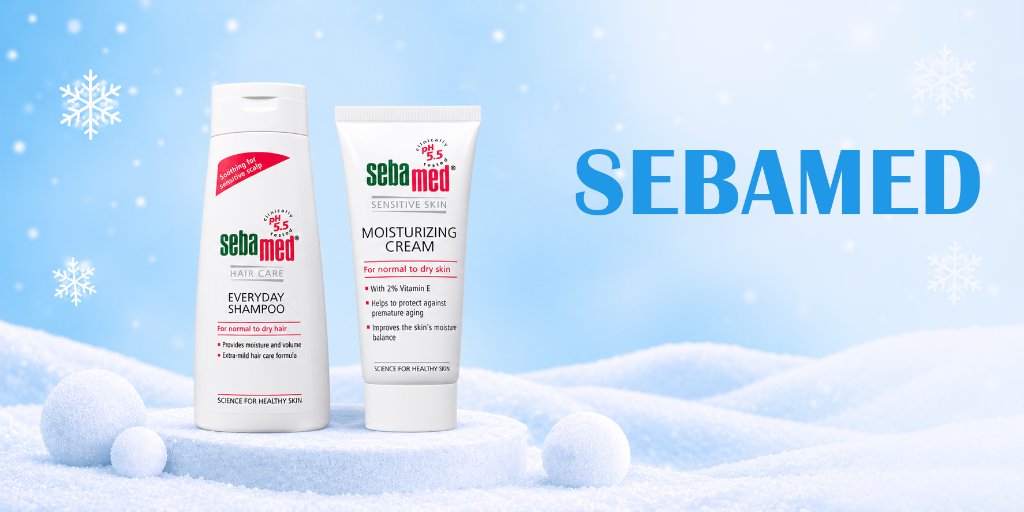 Soothing for
sensitive scalp
clinically
pH
5.5
tested
sebamed®
HAIR CARE
EVERYDAY
SHAMPOO
For normal to dry hair
Provides moisture and volume
Extra-mild hair care formula
SCIENCE FOR HEALTHY SKIN
clinically
pH
5.5
tested
sebamed®
SENSITIVE SKIN
MOISTURIZING
CREAM
For normal to dry skin
With 2% Vitamin E
Helps to protect against
premature aging
Improves the skin's moisture
balance
SCIENCE FOR HEALTHY SKIN
SEBAMED